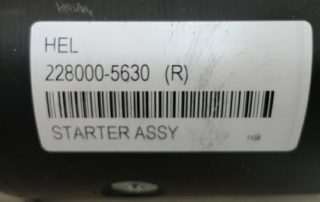 HEL
228000-5630 (R)
STARTER ASSY